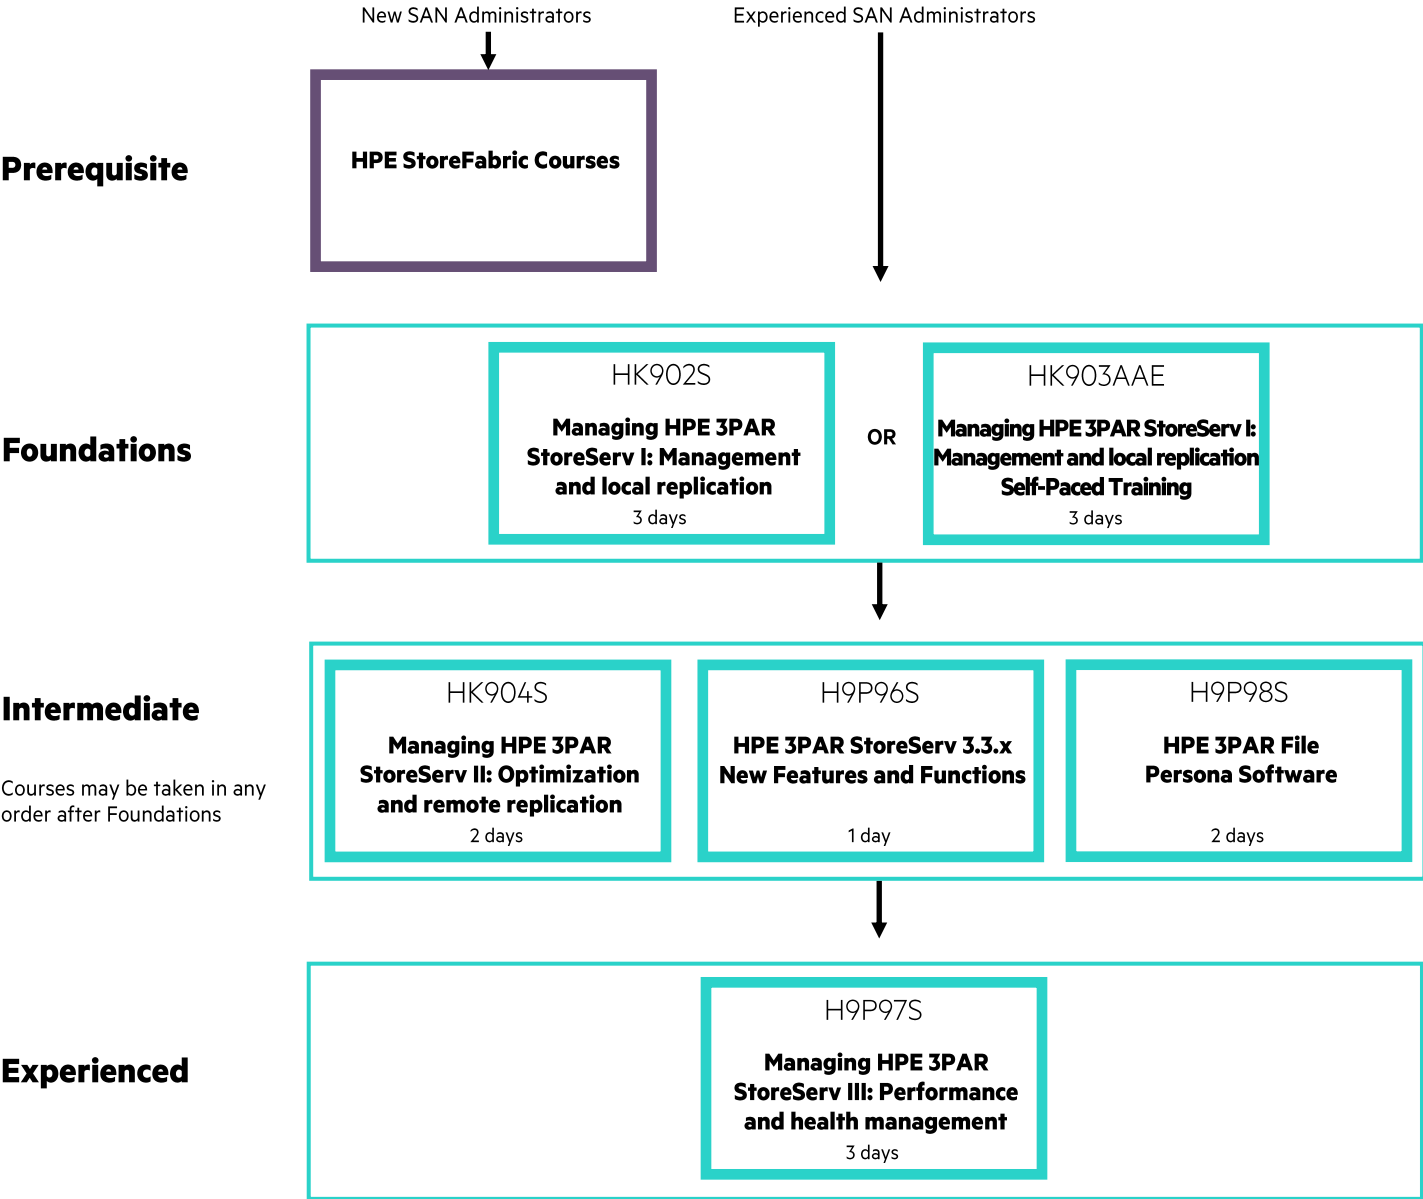 New SAN Administrators
Experienced SAN Administrators
Prerequisite
HPE StoreFabric Courses
Foundations
HK902S
Managing HPE 3PAR
StoreServ I: Management
and local replication
3 days
OR
HK903AAE
Managing HPE 3PAR StoreServ I:
Management and local replication
Self-Paced Training
3 days
Intermediate
Courses may be taken in any
order after Foundations
HK904S
Managing HPE 3PAR
StoreServ II: Optimization
and remote replication
2 days
H9P96S
HPE 3PAR StoreServ 3.3.x
New Features and Functions
1 day
H9P98S
HPE 3PAR File
Persona Software
2 days
Experienced
H9P97S
Managing HPE 3PAR
StoreServ III: Performance
and health management
3 days